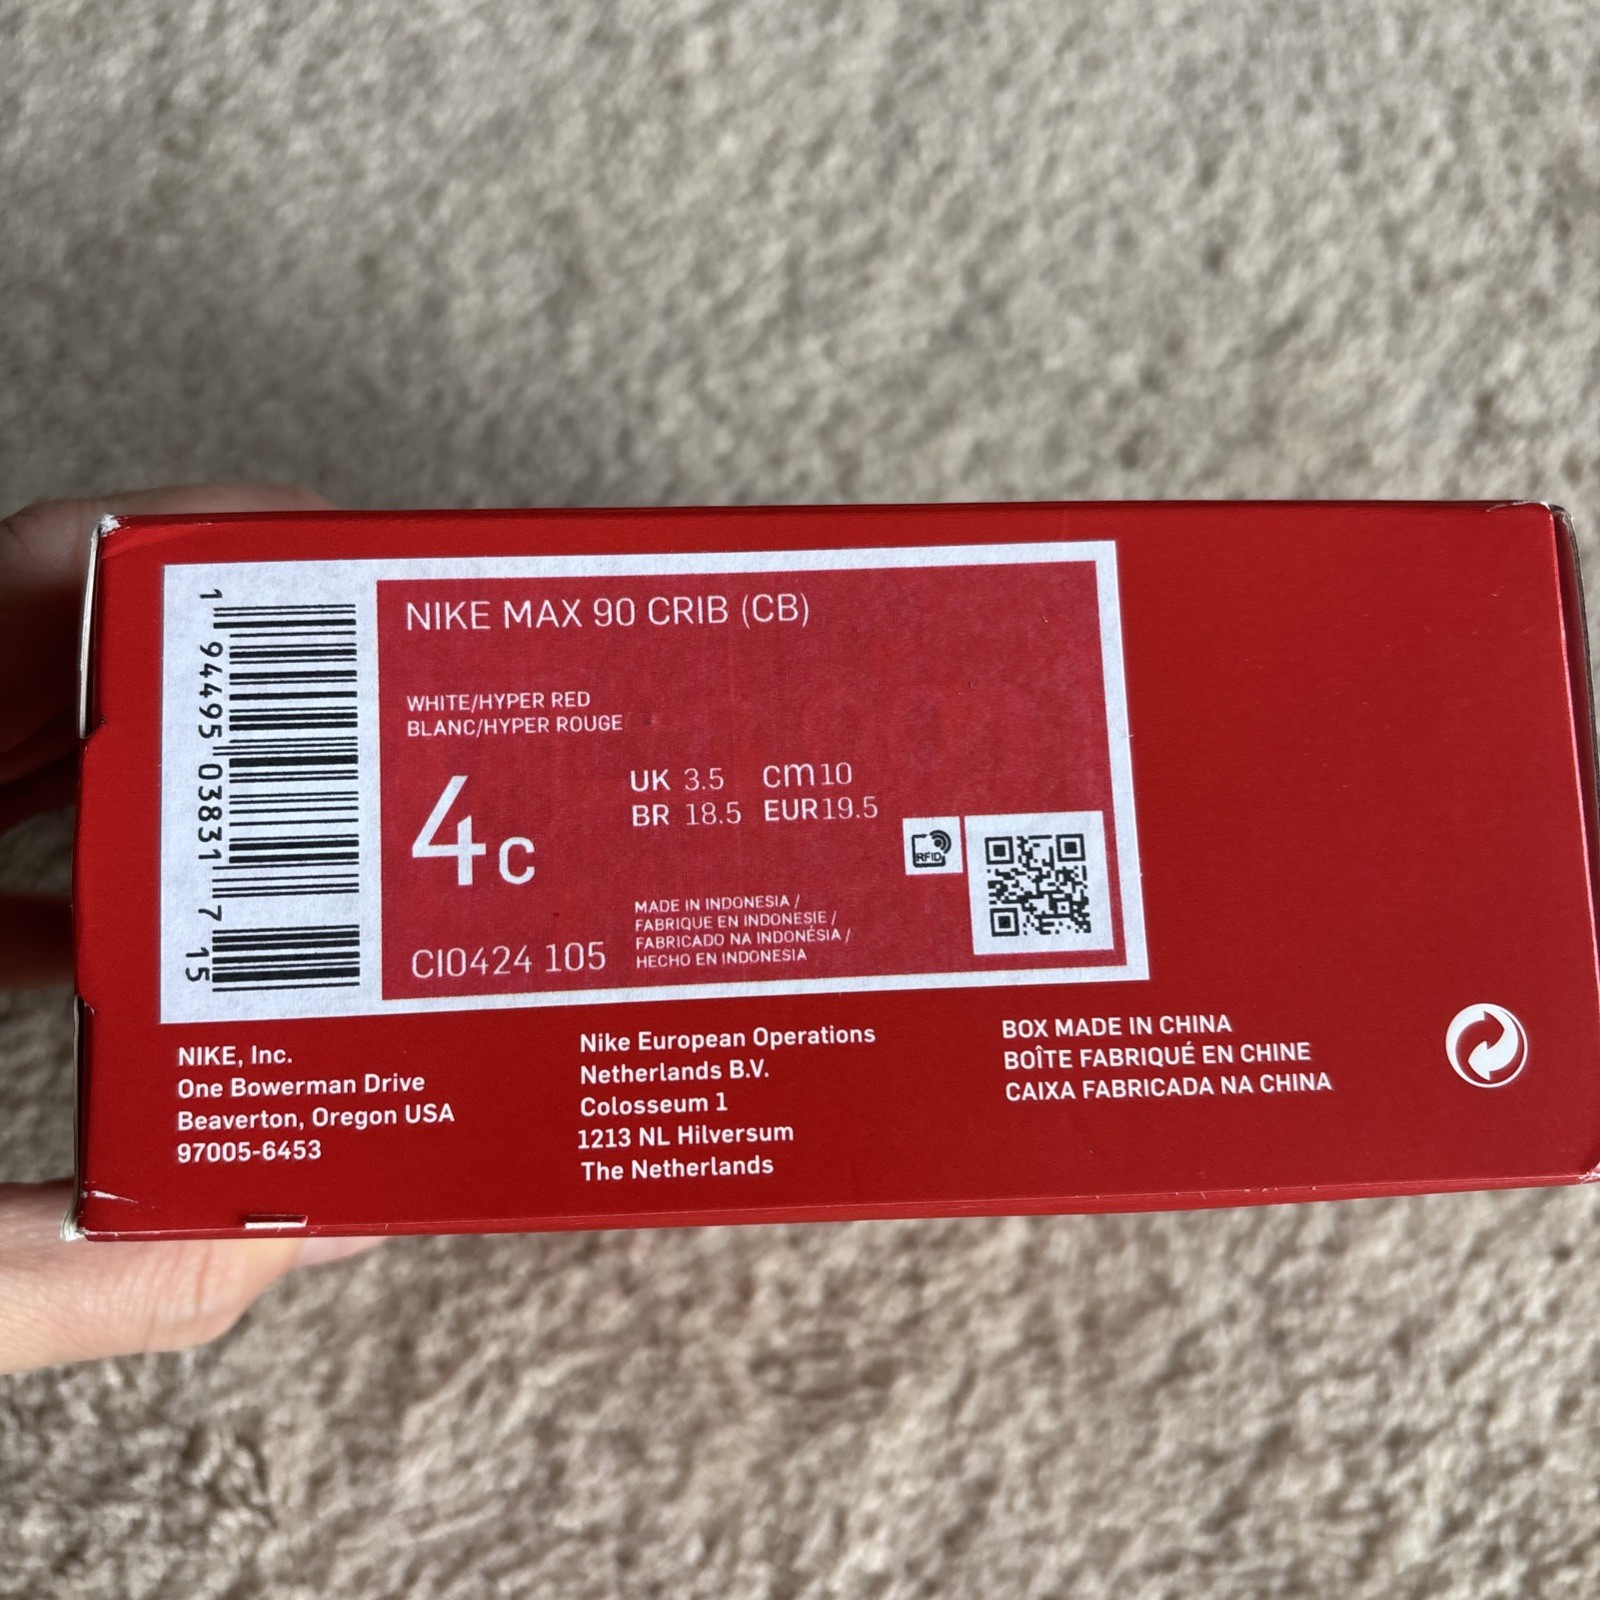 1 94495 03831 7 15
NIKE MAX 90 CRIB (CB)
WHITE/HYPER RED
BLANC/HYPER ROUGE
4c
UK 3.5 cm 10
BR 18.5 EUR 19.5
RFID
CI0424 105
MADE IN INDONESIA /
FABRIQUE EN INDONESIE /
FABRICADO NA INDONÉSIA /
HECHO EN INDONESIA
NIKE, Inc.
One Bowerman Drive
Beaverton, Oregon USA
97005-6453
Nike European Operations
Netherlands B.V.
Colosseum 1
1213 NL Hilversum
The Netherlands
BOX MADE IN CHINA
BOÎTE FABRIQUÉ EN CHINE
CAIXA FABRICADA NA CHINA